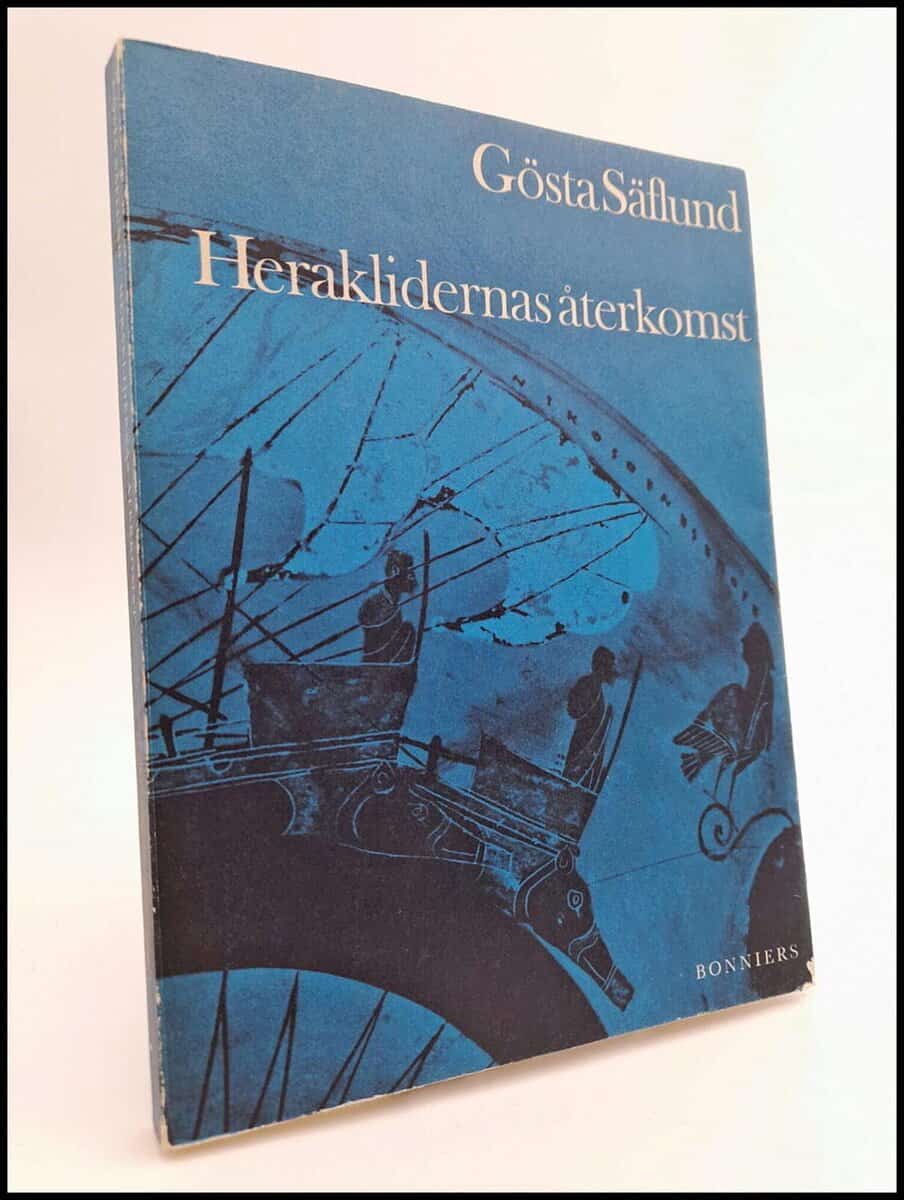 Gösta Säflund
Heraklidernas återkomst
BONNIERS